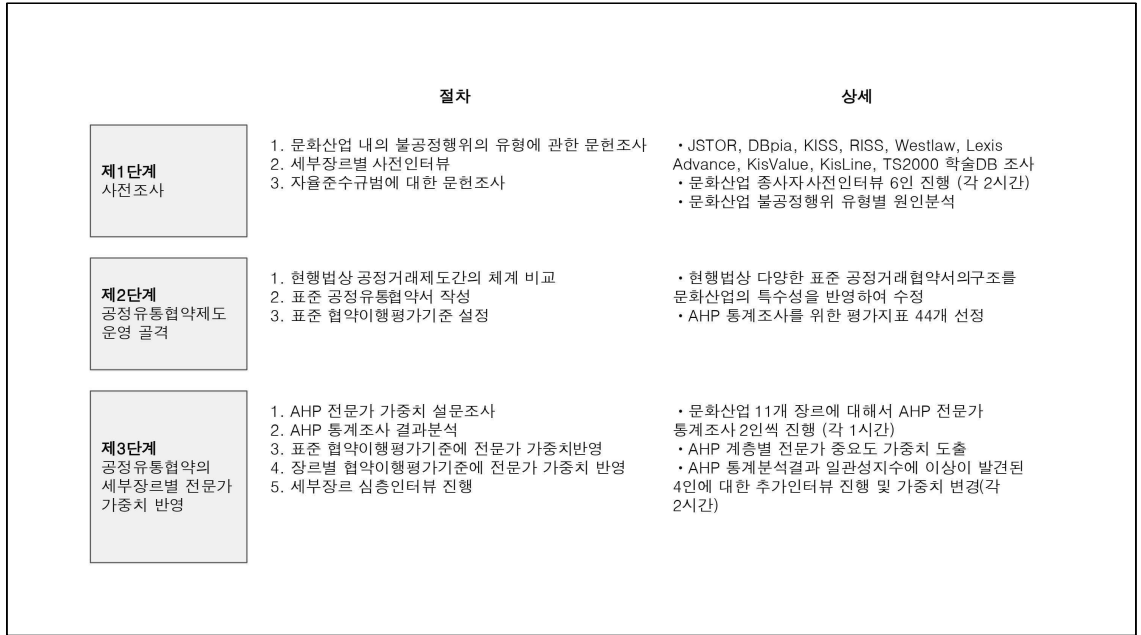 절차
상세
제1단계
사전조사
1. 문화산업 내의 불공정행위의 유형에 관한 문헌조사
2. 세부장르별 사전인터뷰
3. 자율준수규범에 대한 문헌조사
・JSTOR, DBpia, KISS, RISS, Westlaw, Lexis
Advance, KisValue, KisLine, TS2000 학술DB 조사
・문화산업 종사자사전인터뷰 6인 진행 (각 2시간)
・문화산업 불공정행위 유형별 원인분석
제2단계
공정유통협약제도
운영 골격
1. 현행법상 공정거래제도간의 체계 비교
2. 표준 공정유통협약서 작성
3. 표준 협약이행평가기준 설정
・현행법상 다양한 표준 공정거래협약서의구조를
문화산업의 특수성을 반영하여 수정
・AHP 통계조사를 위한 평가지표 44개 선정
제3단계
공정유통협약의
세부장르별 전문가
가중치 반영
1. AHP 전문가 가중치 설문조사
2. AHP 통계조사 결과분석
3. 표준 협약이행평가기준에 전문가 가중치반영
4. 장르별 협약이행평가기준에 전문가 가중치 반영
5. 세부장르 심층인터뷰 진행
・문화산업 11개 장르에 대해서 AHP 전문가
통계조사 2인씩 진행 (각 1시간)
・AHP 계층별 전문가 중요도 가중치 도출
・AHP 통계분석결과 일관성지수에 이상이 발견된
4인에 대한 추가인터뷰 진행 및 가중치 변경(각
2시간)